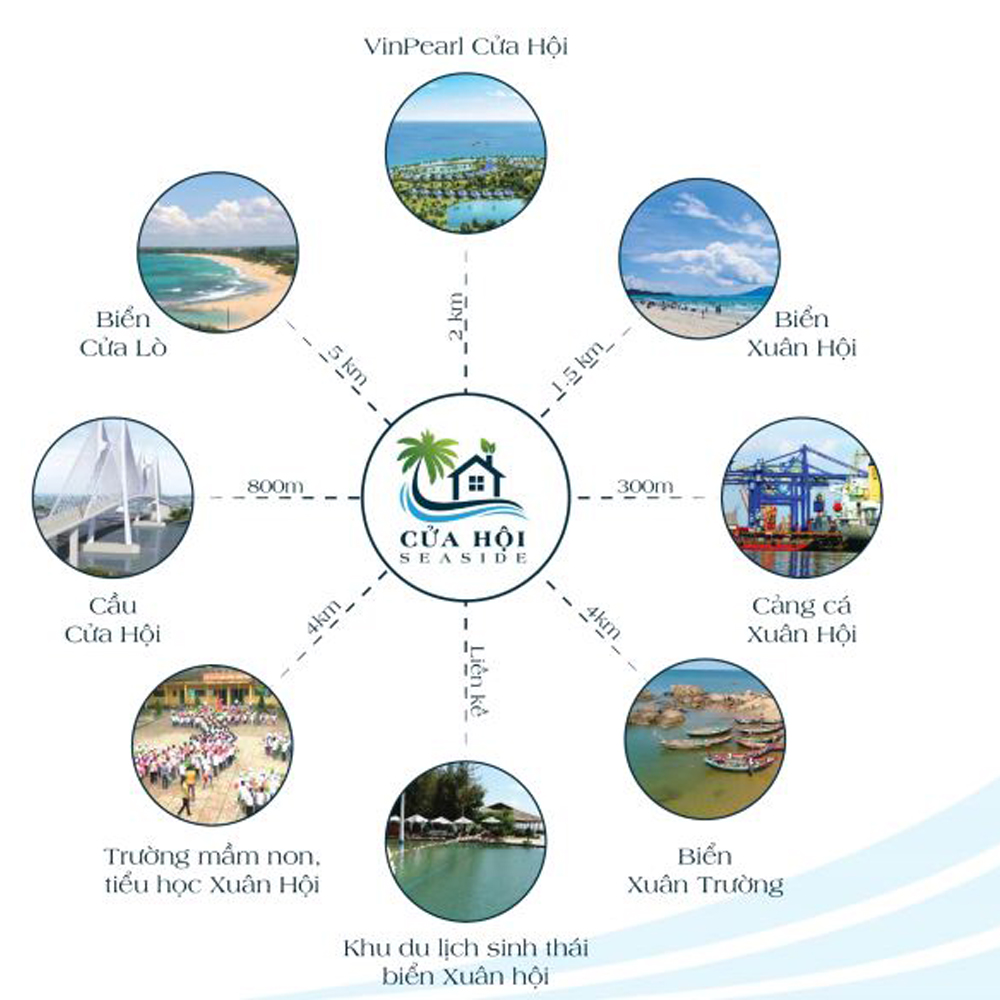 VinPearl Cửa Hội
Biển
Cửa Lò
2 km
Biển
Xuân Hội
5 km
1.5 km
800m
300m
CỬA HỘI
SEASIDE
Cầu
Cửa Hội
Cảng cá
Xuân Hội
4km
Liền kề
4km
Trường mầm non,
tiểu học Xuân Hội
Biển
Xuân Trường
Khu du lịch sinh thái
biển Xuân hội